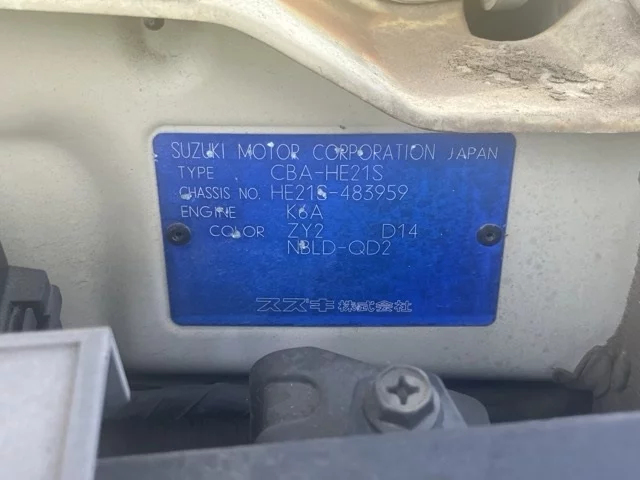 SUZUKI MOTOR CORPORATION JAPAN
TYPE CBA-HE21S
CHASSIS NO. HE21S-483959
ENGINE K6A
COLOR ZY2 D14
NBLD-QD2
スズキ株式会社